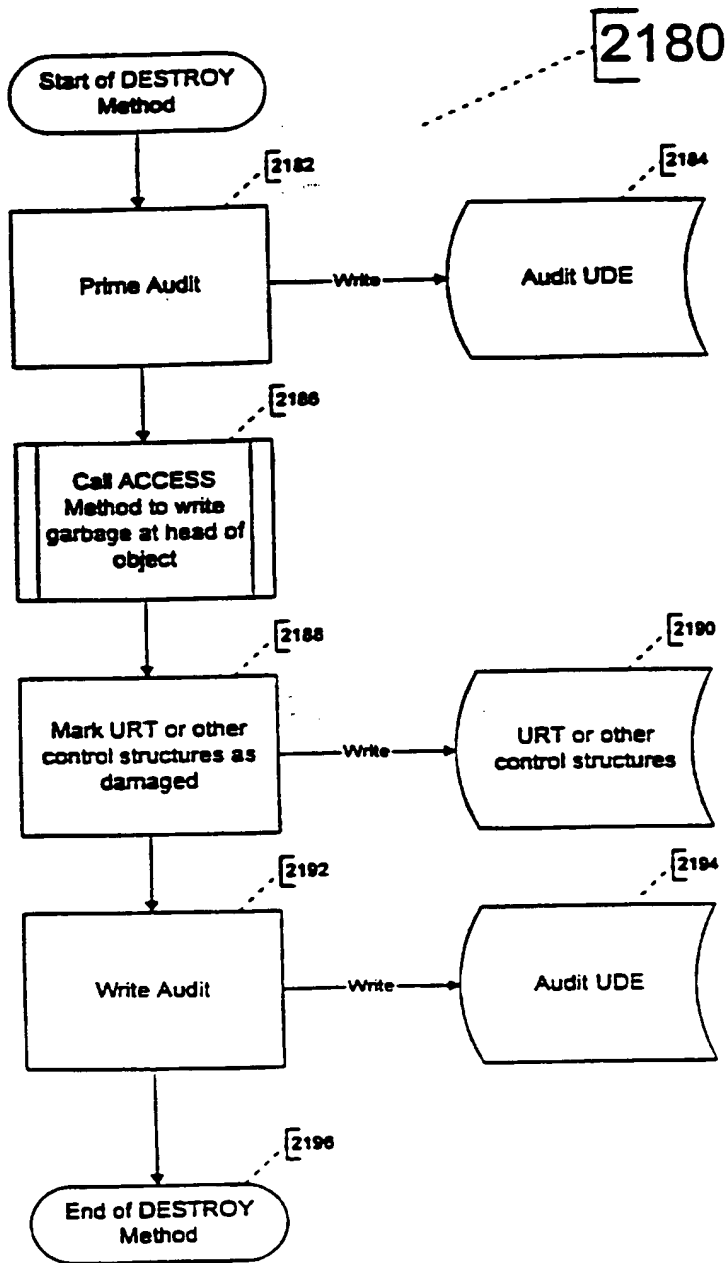 2180
Start of DESTROY
Method
2182
2184
Prime Audit
Write
Audit UDE
2186
Call ACCESS
Method to write
garbage at head of
object
2188
2190
Mark URT or other
control structures as
damaged
Write
URT or other
control structures
2192
2194
Write Audit
Write
Audit UDE
2196
End of DESTROY
Method